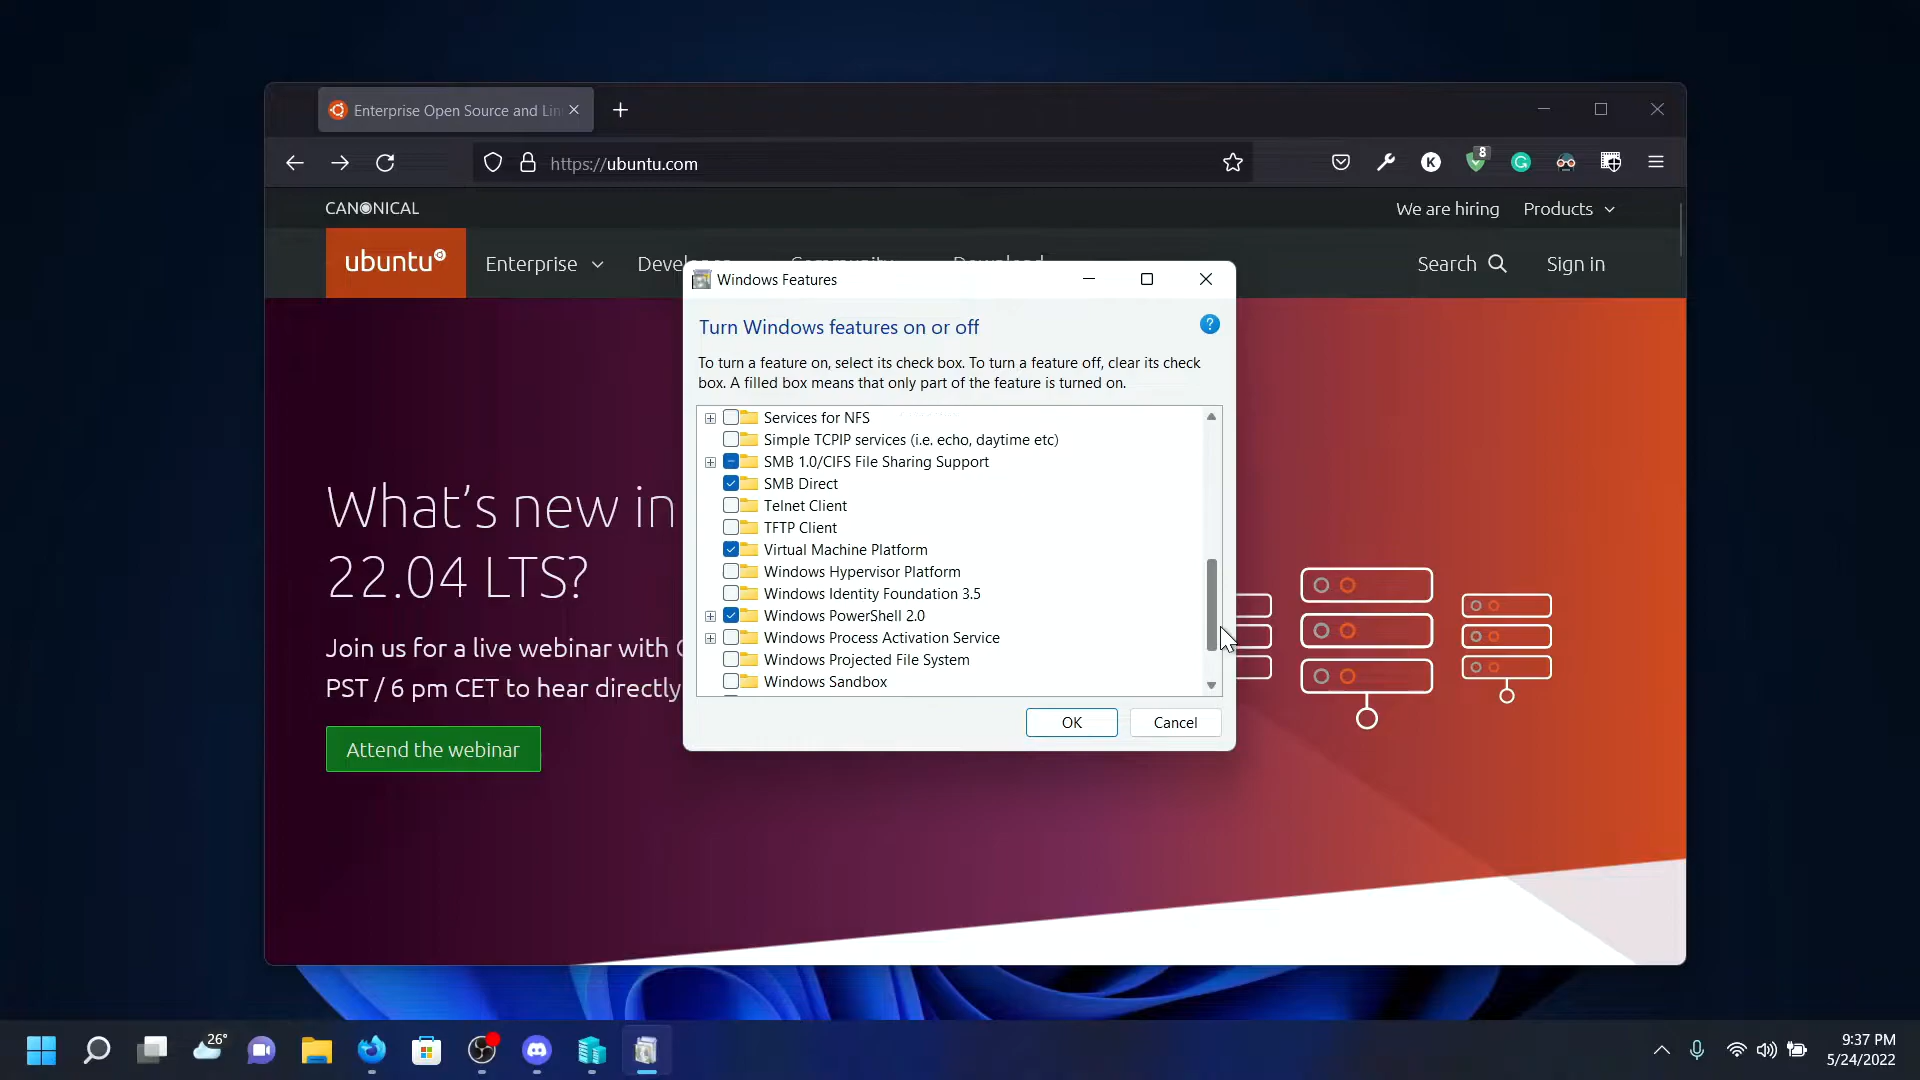 Enterprise Open Source and Lin
https://ubuntu.com
8
CANONICAL
We are hiring
Products
ubuntu
Enterprise
Search
Sign in
Windows Features
Turn Windows features on or off
To turn a feature on, select its check box. To turn a feature off, clear its check
box. A filled box means that only part of the feature is turned on.
Services for NFS
Simple TCPIP services (i.e. echo, daytime etc)
SMB 1.0/CIFS File Sharing Support
SMB Direct
Telnet Client
TFTP Client
Virtual Machine Platform
Windows Hypervisor Platform
Windows Identity Foundation 3.5
Windows PowerShell 2.0
Windows Process Activation Service
Windows Projected File System
Windows Sandbox
OK
Cancel
What's new in
22.04 LTS?
Join us for a live webinar with
PST / 6 pm CET to hear directly
Attend the webinar
26°
9:37 PM
5/24/2022